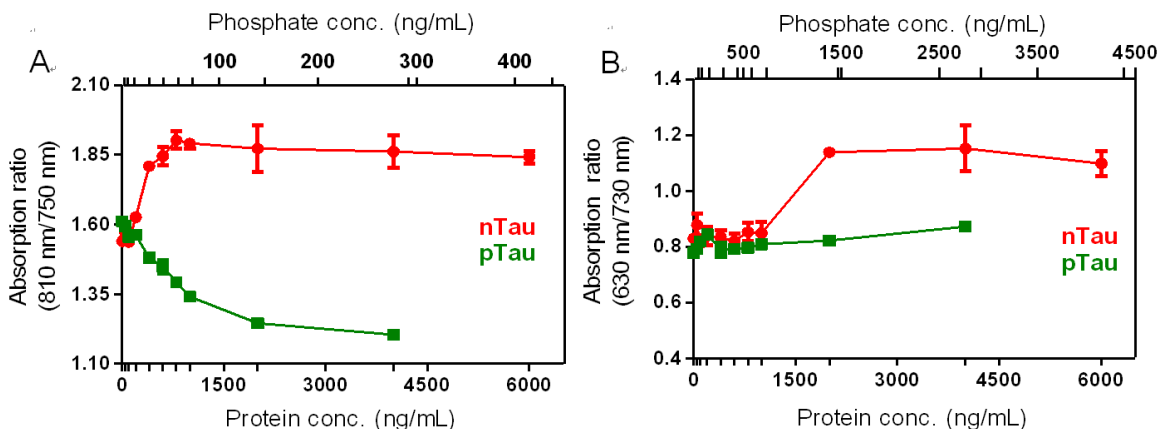 Phosphate conc. (ng/mL)
A
0 100 200 300 400
2.10
1.85
1.60
1.35
1.10
Absorption ratio
(810 nm/750 nm)
nTau
pTau
0 1500 3000 4500 6000
Protein conc. (ng/mL)
Phosphate conc. (ng/mL)
B
0 500 1500 3000 4500
1.4
1.2
1.0
0.8
0.6
0.4
Absorption ratio
(630 nm/730 nm)
nTau
pTau
0 1500 3000 4500 6000
Protein conc. (ng/mL)